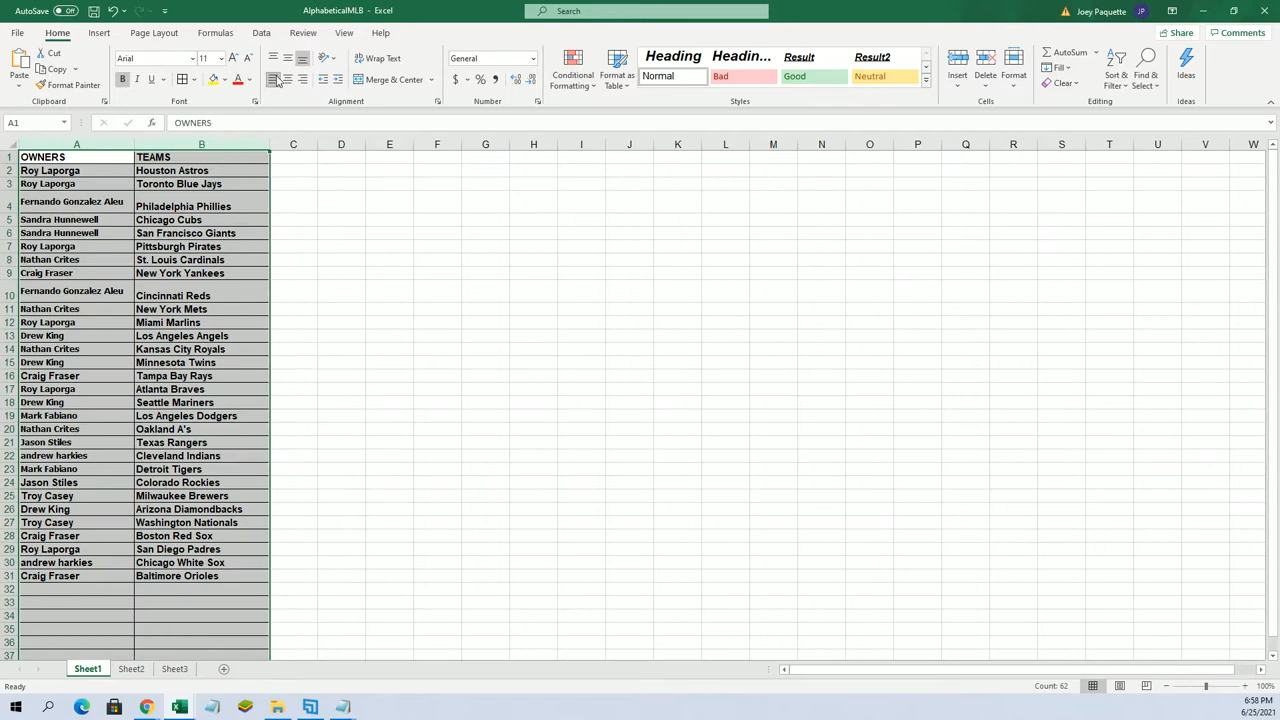 AutoSave Off AlphabeticalMLB - Excel Search Joey Paquette JP
File Home Insert Page Layout Formulas Data Review View Help Share Comments
Paste Cut Copy Format Painter Clipboard
Arial 11 B I U Font
Wrap Text Merge & Center Alignment
General $ % Number
Conditional Formatting Format as Table
Heading Headin... Result Result2
Normal Bad Good Neutral
Styles
Insert Delete Format Cells
AutoSum Fill Clear Sort & Filter Find & Select Editing
Ideas Ideas
A1 fx OWNERS
A B C D E F G H I J K L M N O P Q R S T U V W
1 OWNERS TEAMS
2 Roy Laporga Houston Astros
3 Roy Laporga Toronto Blue Jays
4 Fernando Gonzalez Aleu Philadelphia Phillies
5 Sandra Hunnewell Chicago Cubs
6 Sandra Hunnewell San Francisco Giants
7 Roy Laporga Pittsburgh Pirates
8 Nathan Crites St. Louis Cardinals
9 Craig Fraser New York Yankees
10 Fernando Gonzalez Aleu Cincinnati Reds
11 Nathan Crites New York Mets
12 Roy Laporga Miami Marlins
13 Drew King Los Angeles Angels
14 Nathan Crites Kansas City Royals
15 Drew King Minnesota Twins
16 Craig Fraser Tampa Bay Rays
17 Roy Laporga Atlanta Braves
18 Drew King Seattle Mariners
19 Mark Fabiano Los Angeles Dodgers
20 Nathan Crites Oakland A's
21 Jason Stiles Texas Rangers
22 andrew harkies Cleveland Indians
23 Mark Fabiano Detroit Tigers
24 Jason Stiles Colorado Rockies
25 Troy Casey Milwaukee Brewers
26 Drew King Arizona Diamondbacks
27 Troy Casey Washington Nationals
28 Craig Fraser Boston Red Sox
29 Roy Laporga San Diego Padres
30 andrew harkies Chicago White Sox
31 Craig Fraser Baltimore Orioles
32
33
34
35
36
37
Sheet1 Sheet2 Sheet3
Ready Count: 62 100%
6:58 PM
6/25/2021